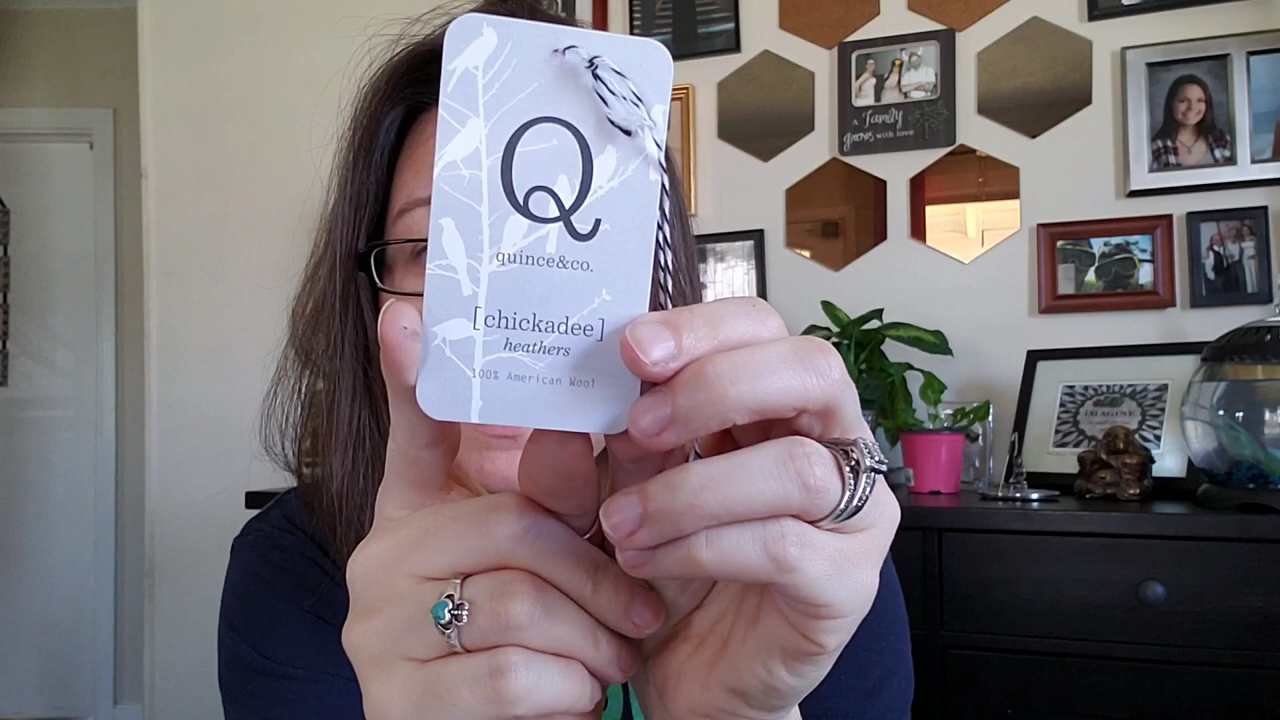 Q
quince&co.
[chickadee]
heathers
100% American Wool
A Family
grows with love
IMAGINE